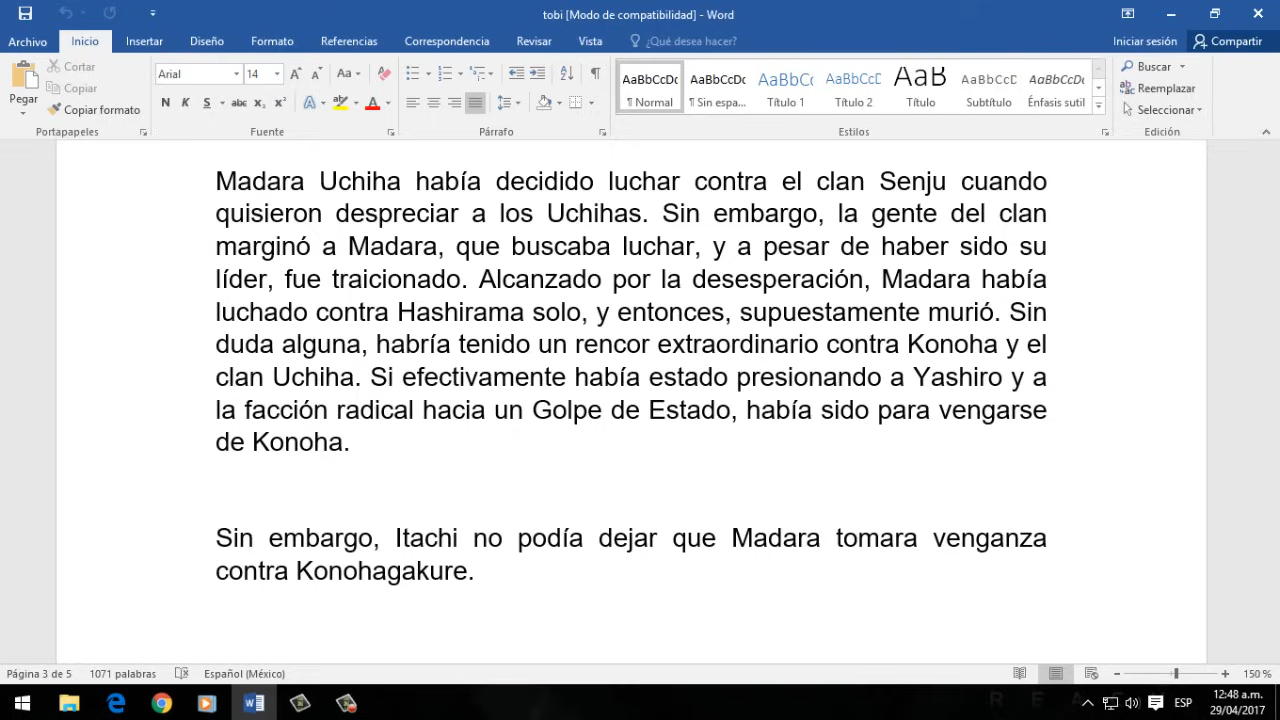 tobi [Modo de compatibilidad] - Word
Archivo Inicio Insertar Diseño Formato Referencias Correspondencia Revisar Vista ¿Qué desea hacer? Iniciar sesión Compartir
Pegar Cortar Copiar Copiar formato
Arial 14 Aa
N K S abc x₂ x² A A
AaBbCcDc AaBbCcDc AaBbCc AaBbCcD AaB AaBbCcD AaBbCcDc
¶ Normal ¶ Sin espa... Título 1 Título 2 Título Subtítulo Énfasis sutil
Buscar
Reemplazar
Seleccionar
Portapapeles Fuente Párrafo Estilos Edición
Madara Uchiha había decidido luchar contra el clan Senju cuando
quisieron despreciar a los Uchihas. Sin embargo, la gente del clan
marginó a Madara, que buscaba luchar, y a pesar de haber sido su
líder, fue traicionado. Alcanzado por la desesperación, Madara había
luchado contra Hashirama solo, y entonces, supuestamente murió. Sin
duda alguna, habría tenido un rencor extraordinario contra Konoha y el
clan Uchiha. Si efectivamente había estado presionando a Yashiro y a
la facción radical hacia un Golpe de Estado, había sido para vengarse
de Konoha.
Sin embargo, Itachi no podía dejar que Madara tomara venganza
contra Konohagakure.
Página 3 de 5 1071 palabras Español (México) 150 %
ESP 12:48 a.m.
29/04/2017